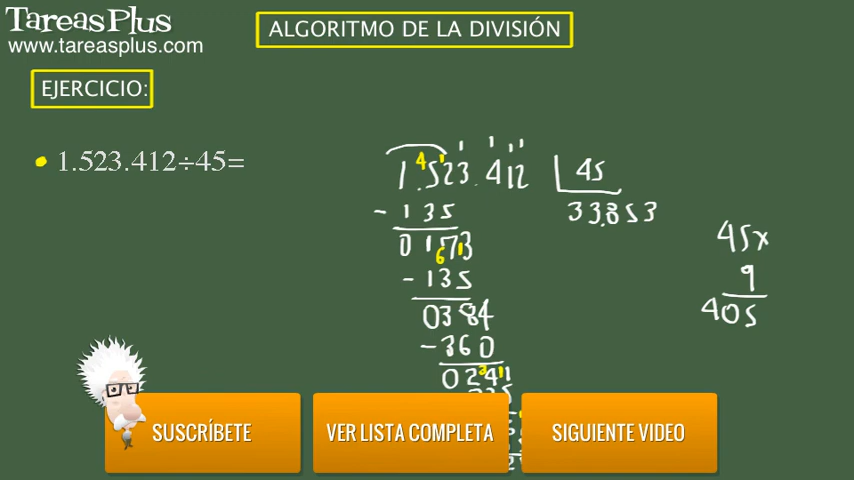 TareasPlus
www.tareasplus.com
ALGORITMO DE LA DIVISIÓN
EJERCICIO:
1.523.412÷45=
1.523.412 45
- 135 33.853
0173
- 135
0384
- 360
0241
45x
9
405
SUSCRÍBETE
VER LISTA COMPLETA
SIGUIENTE VIDEO